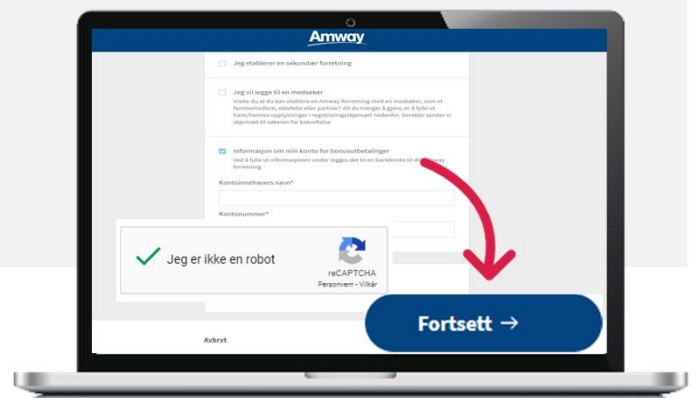 Amway
Jeg etablerer en sekundær forretning
Jeg vil legge til en medsøker
Visste du at du kan etablere en Amway-forretning med en medsøker, som et
familiemedlem, ektefelle eller partner? Alt du trenger å gjøre, er å fylle ut
hans/hennes opplysninger i registreringsskjemaet nedenfor. Deretter sender vi
skjemaet til søkeren for bekreftelse
Informasjon om min konto for bonusutbetalinger
Ved å fylle ut informasjonen under legges det til en bankkonto til din Amway
forretning
Kontoinnehavers navn*
Kontonummer*
Jeg er ikke en robot
reCAPTCHA
Personvern - Vilkår
Fortsett →
Avbryt